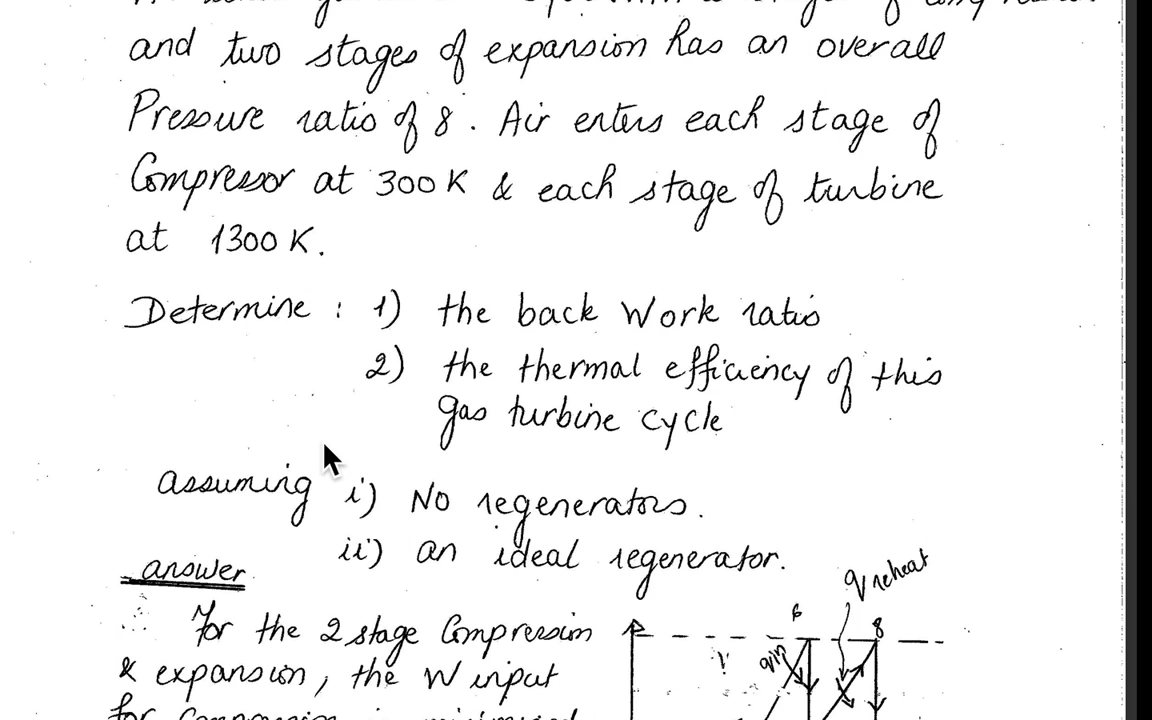 and two stages of expansion has an overall
Pressure ratio of 8. Air enters each stage of
Compressor at 300 K & each stage of turbine
at 1300 K.
Determine : 1) the back Work ratio
2) the thermal efficiency of this
gas turbine cycle
assuming i) No regenerators.
ii) an ideal regenerator.
answer
q reheat
6
8
For the 2 stage Compression
qin
& expansion, the W input